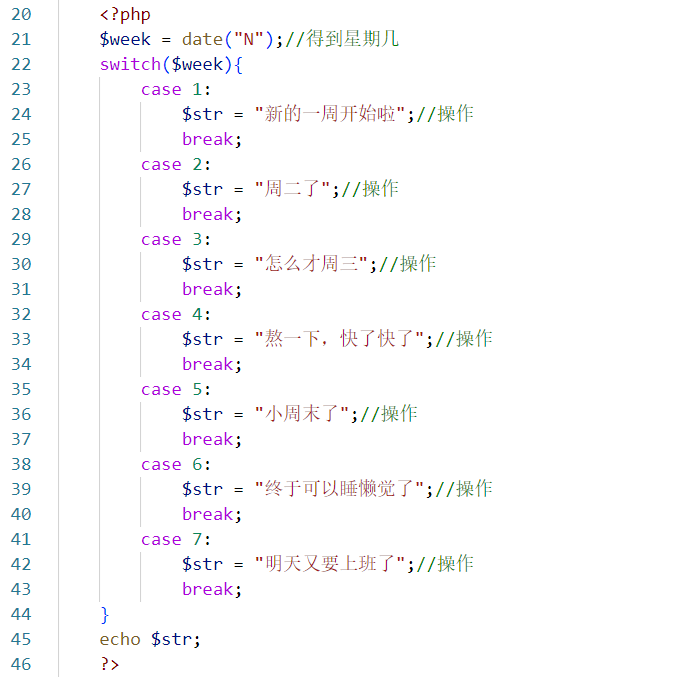 20 <?php
21 $week = date("N");//得到星期几
22 switch($week){
23 case 1:
24 $str = "新的一周开始啦";//操作
25 break;
26 case 2:
27 $str = "周二了";//操作
28 break;
29 case 3:
30 $str = "怎么才周三";//操作
31 break;
32 case 4:
33 $str = "熬一下，快了快了";//操作
34 break;
35 case 5:
36 $str = "小周末了";//操作
37 break;
38 case 6:
39 $str = "终于可以睡懒觉了";//操作
40 break;
41 case 7:
42 $str = "明天又要上班了";//操作
43 break;
44 }
45 echo $str;
46 ?>